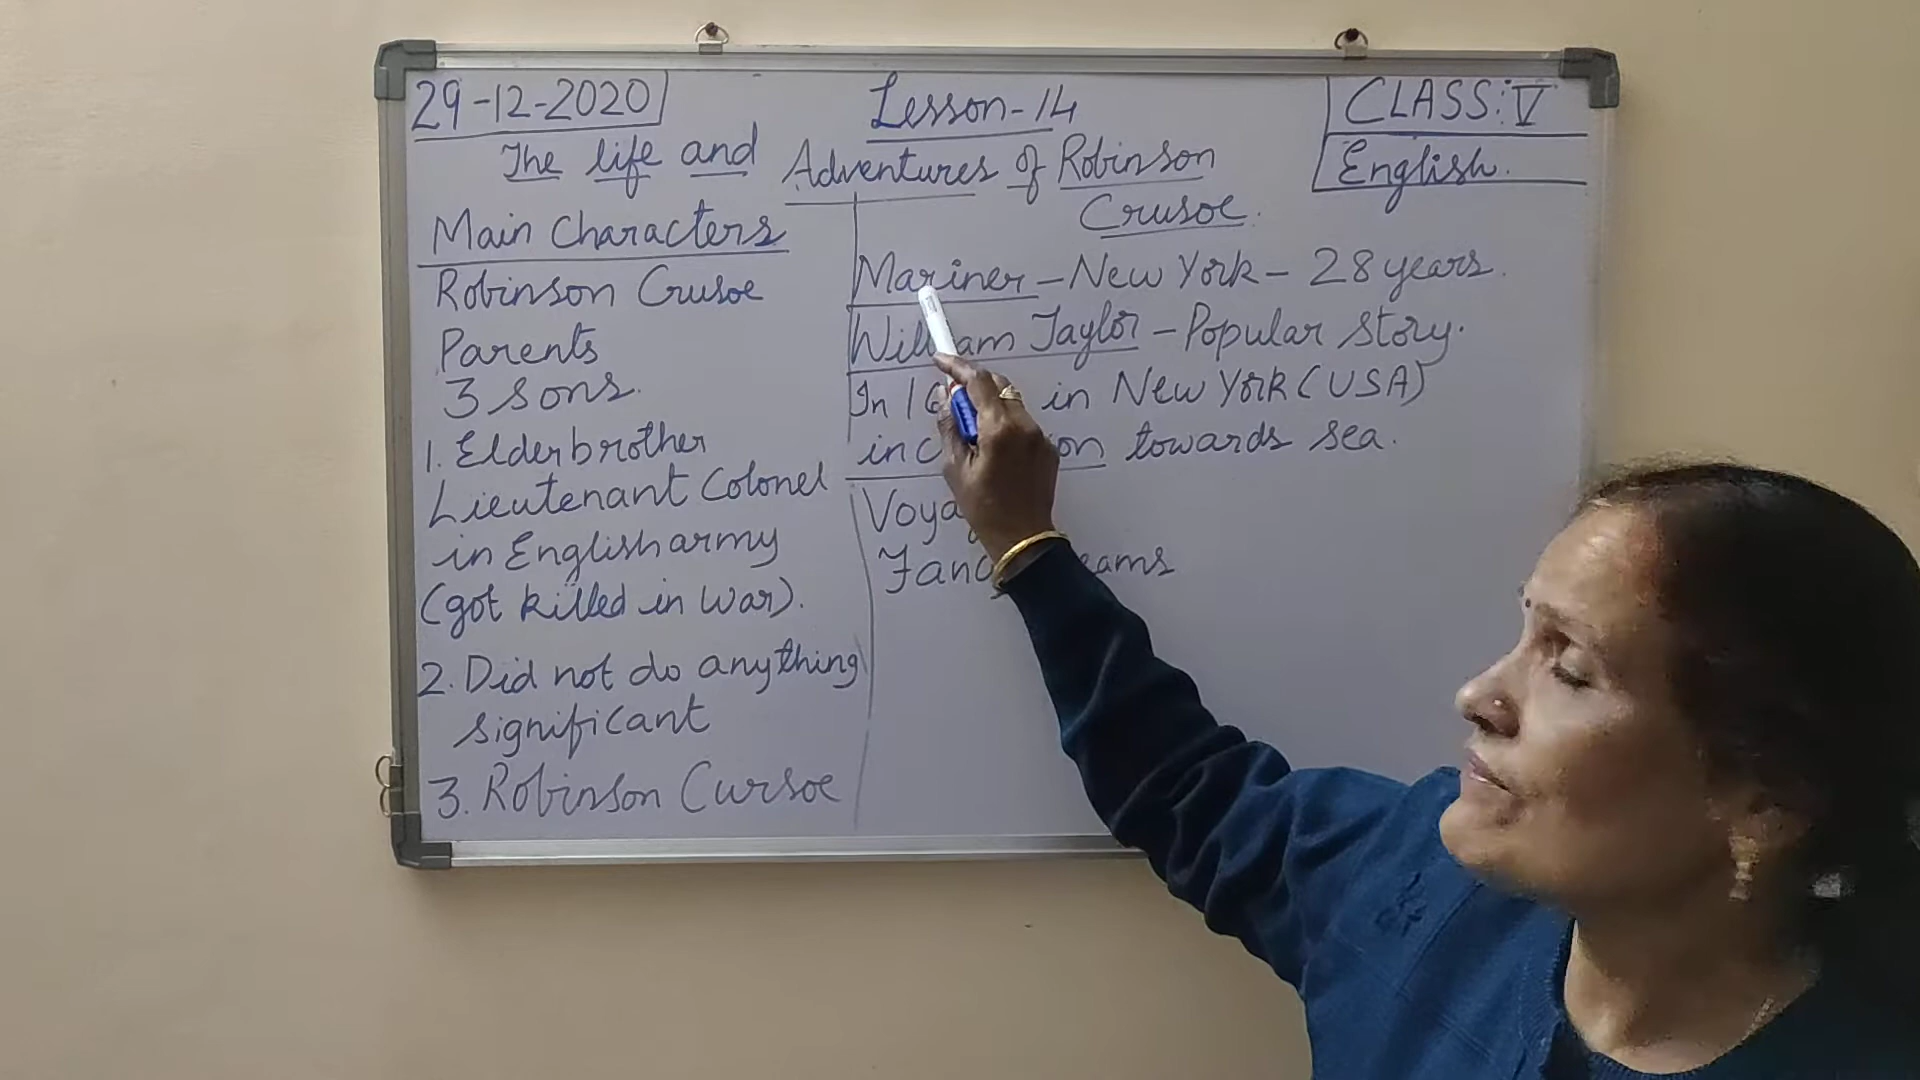 29-12-2020
Lesson-14
CLASS: V
English.
The life and Adventures of Robinson
Crusoe.
Main Characters
Robinson Crusoe
Parents
3 sons.
1. Elder brother
Lieutenant Colonel
in English army
(got killed in war).
2. Did not do anything
significant
3. Robinson Cursoe
Mariner - New York - 28 years.
Taylor - Popular story.
In in New York (USA)
towards sea.